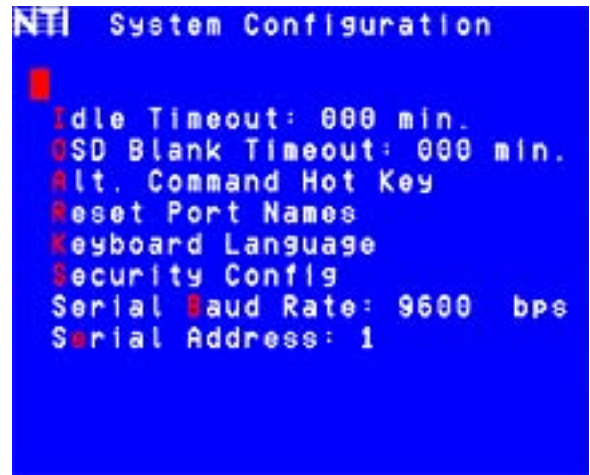 NTI System Configuration
Idle Timeout: 000 min.
OSD Blank Timeout: 000 min.
Alt. Command Hot Key
Reset Port Names
Keyboard Language
Security Config
Serial Baud Rate: 9600 bps
Serial Address: 1